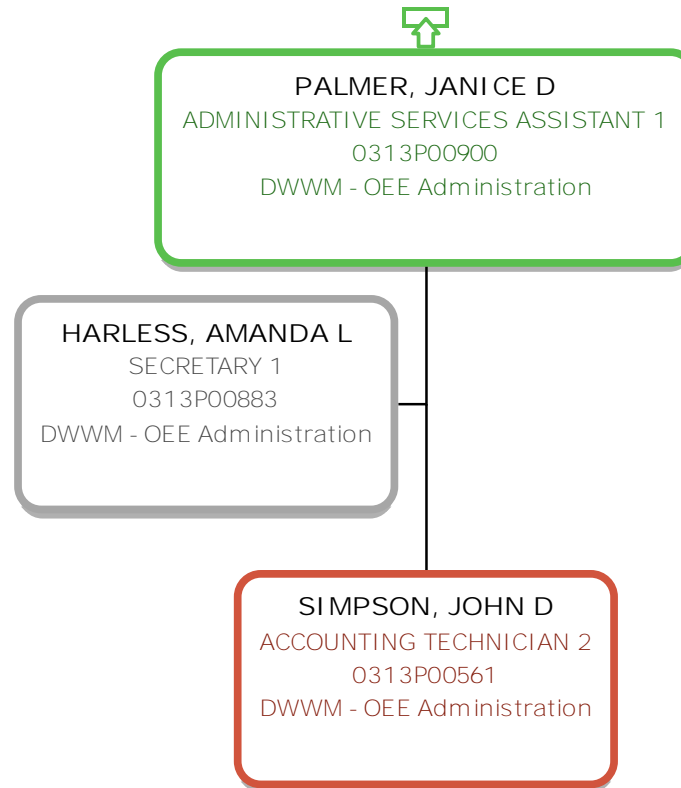 PALMER, JANICE D
ADMINISTRATIVE SERVICES ASSISTANT 1
0313P00900
DWWM - OEE Administration
HARLESS, AMANDA L
SECRETARY 1
0313P00883
DWWM - OEE Administration
SIMPSON, JOHN D
ACCOUNTING TECHNICIAN 2
0313P00561
DWWM - OEE Administration